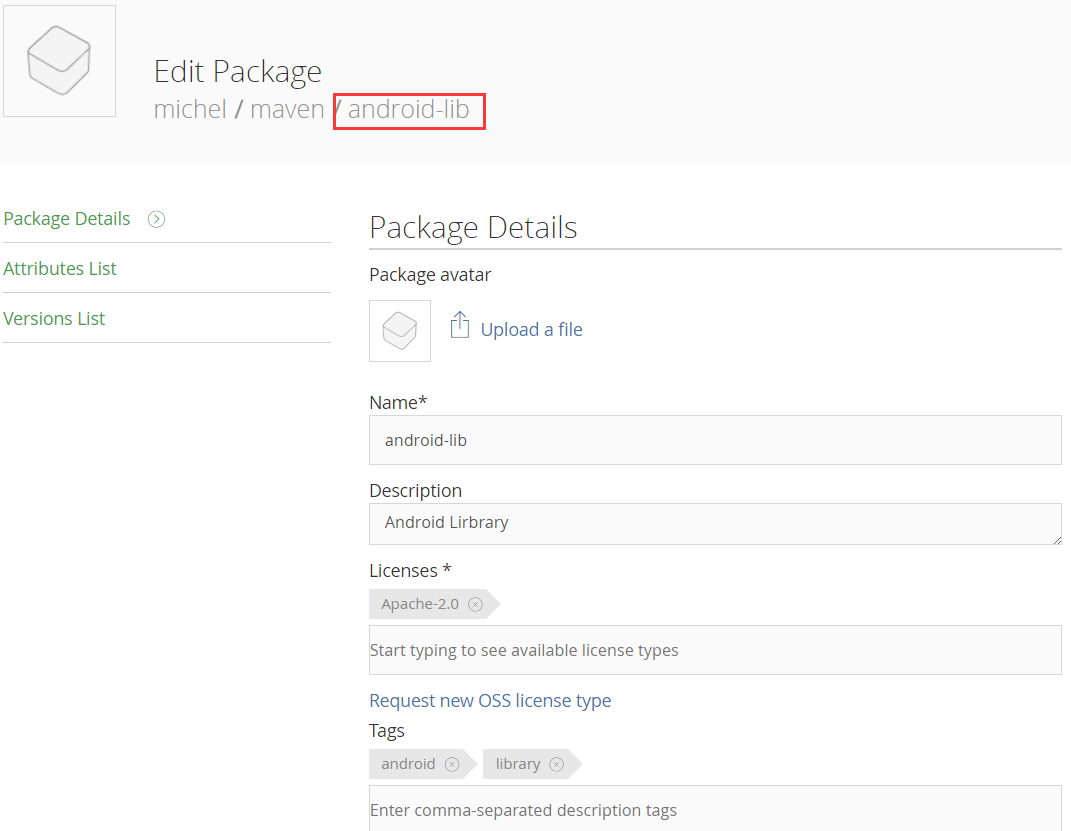 Edit Package
michel / maven / android-lib
Package Details
Attributes List
Versions List
Package Details
Package avatar
Upload a file
Name*
android-lib
Description
Android Lirbrary
Licenses *
Apache-2.0
Start typing to see available license types
Request new OSS license type
Tags
android library
Enter comma-separated description tags